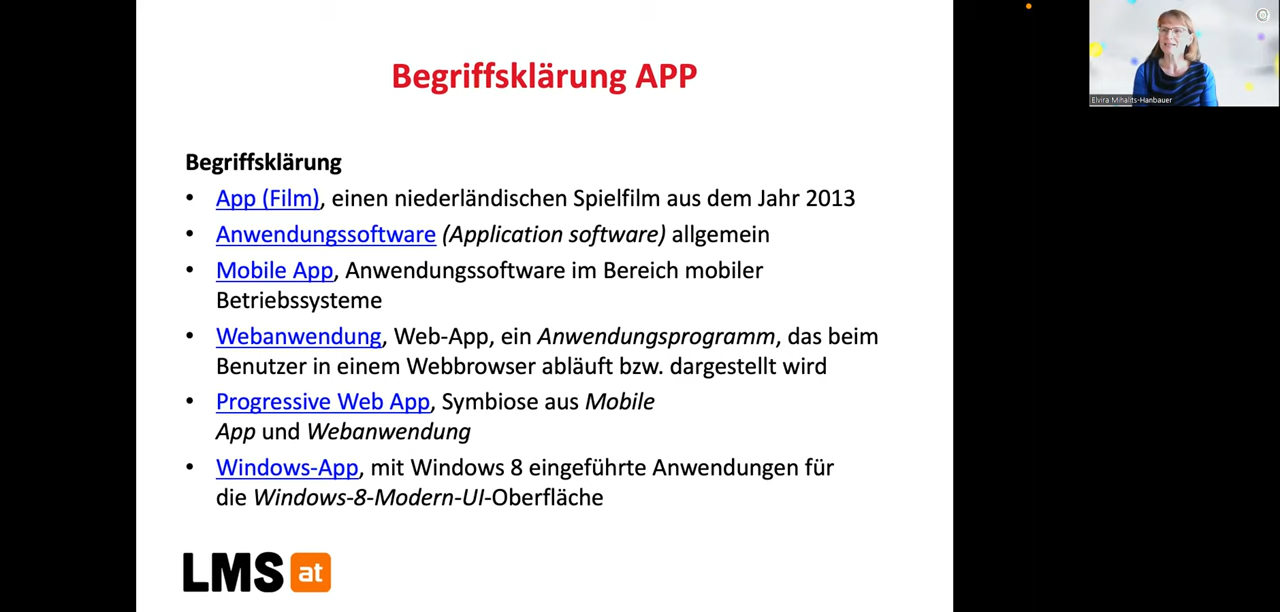 Begriffsklärung APP
Elvira Mihalits-Hanbauer
Begriffsklärung
• App (Film), einen niederländischen Spielfilm aus dem Jahr 2013
• Anwendungssoftware (Application software) allgemein
• Mobile App, Anwendungssoftware im Bereich mobiler
Betriebssysteme
• Webanwendung, Web-App, ein Anwendungsprogramm, das beim
Benutzer in einem Webbrowser abläuft bzw. dargestellt wird
• Progressive Web App, Symbiose aus Mobile
App und Webanwendung
• Windows-App, mit Windows 8 eingeführte Anwendungen für
die Windows-8-Modern-UI-Oberfläche
LMS at